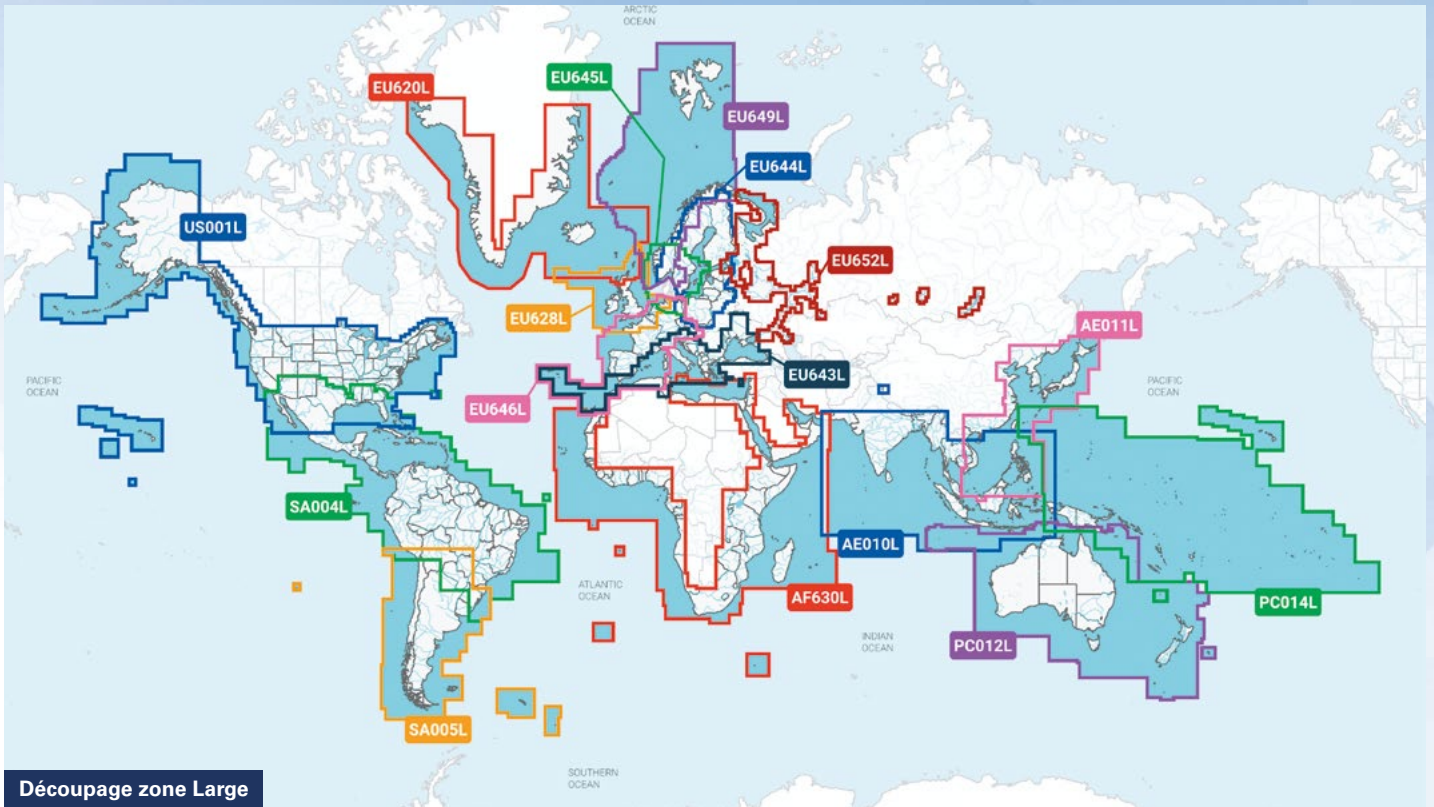 ARCTIC
OCEAN
EU620L
EU645L
EU649L
EU644L
US001L
EU652L
EU628L
AE011L
PACIFIC
OCEAN
EU643L
PACIFIC
OCEAN
EU646L
SA004L
AE010L
ATLANTIC
OCEAN
AF630L
PC014L
INDIAN
OCEAN
PC012L
SA005L
SOUTHERN
OCEAN
Découpage zone Large